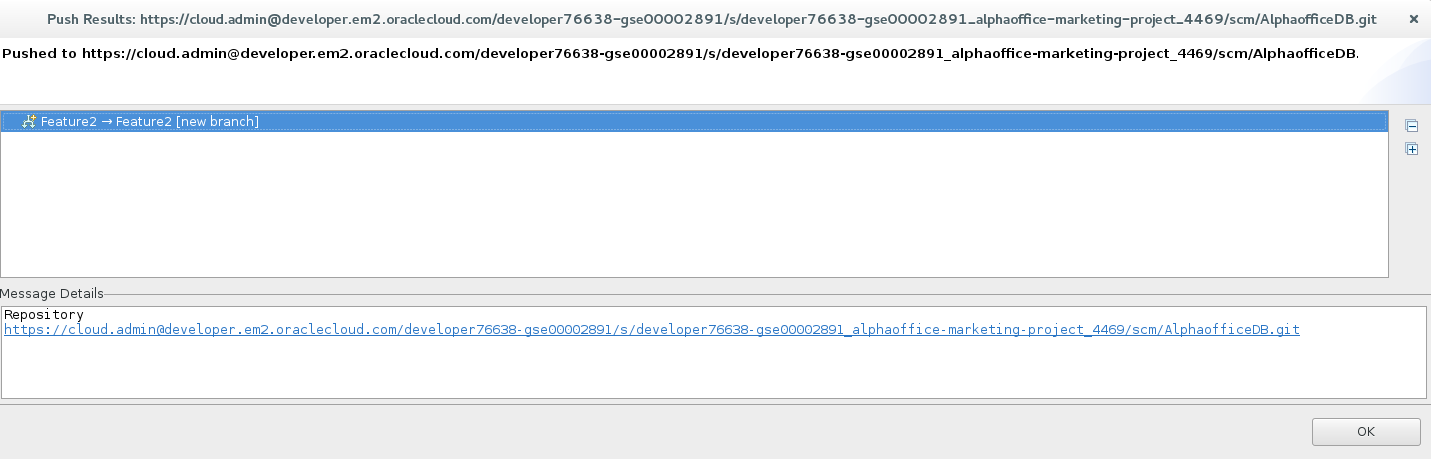 Push Results: https://cloud.admin@developer.em2.oraclecloud.com/developer76638-gse00002891/s/developer76638-gse00002891_alphaoffice-marketing-project_4469/scm/AlphaofficeDB.git
Pushed to https://cloud.admin@developer.em2.oraclecloud.com/developer76638-gse00002891/s/developer76638-gse00002891_alphaoffice-marketing-project_4469/scm/AlphaofficeDB.
Feature2 → Feature2 [new branch]
Message Details
Repository
https://cloud.admin@developer.em2.oraclecloud.com/developer76638-gse00002891/s/developer76638-gse00002891_alphaoffice-marketing-project_4469/scm/AlphaofficeDB.git
OK